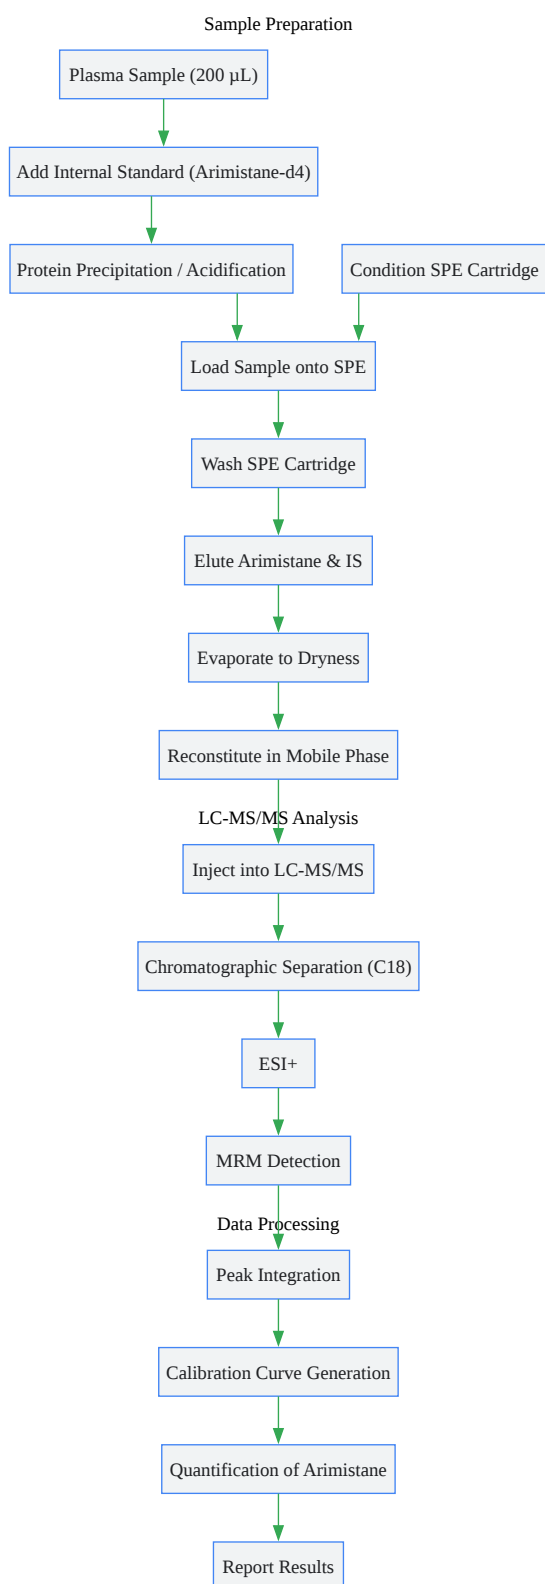 Sample Preparation
Plasma Sample (200 µL)
Add Internal Standard (Arimistane-d4)
Protein Precipitation / Acidification
Condition SPE Cartridge
Load Sample onto SPE
Wash SPE Cartridge
Elute Arimistane & IS
Evaporate to Dryness
Reconstitute in Mobile Phase
LC-MS/MS Analysis
Inject into LC-MS/MS
Chromatographic Separation (C18)
ESI+
MRM Detection
Data Processing
Peak Integration
Calibration Curve Generation
Quantification of Arimistane
Report Results